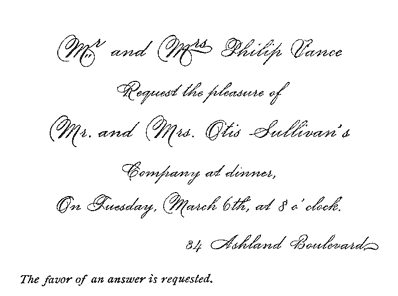 Mr and Mrs Philip Vance
Request the pleasure of
Mr. and Mrs. Otis Sullivan's
Company at dinner,
On Tuesday, March 6th, at 8 o'clock.
84 Ashland Boulevard
The favor of an answer is requested.